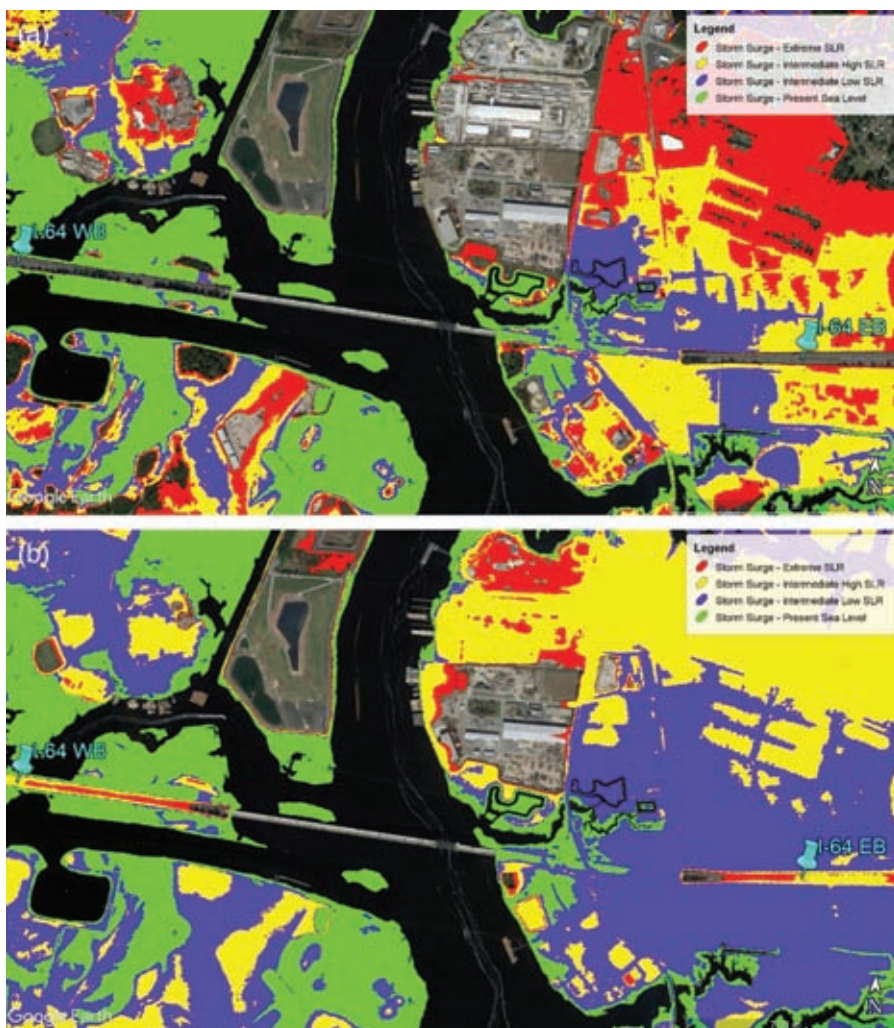 (a)
Legend
Storm Surge - Extreme SLR
Storm Surge - Intermediate High SLR
Storm Surge - Intermediate Low SLR
Storm Surge - Present Sea Level
I-64 WB
I-64 EB
N
Google Earth
(b)
Legend
Storm Surge - Extreme SLR
Storm Surge - Intermediate High SLR
Storm Surge - Intermediate Low SLR
Storm Surge - Present Sea Level
I-64 WB
I-64 EB
N
Google Earth